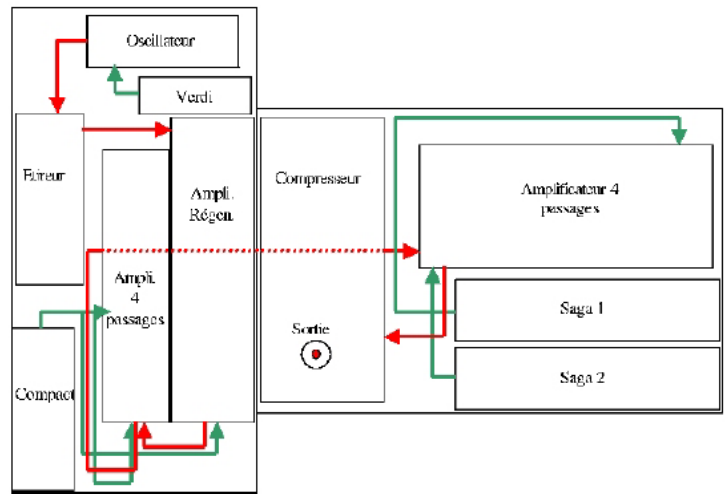 Oscillateur
Verdi
Etireur
Ampli.
Régen.
Compresseur
Amplificateur 4
passages
Ampli.
4
passages
Sortie
Saga 1
Saga 2
Compact